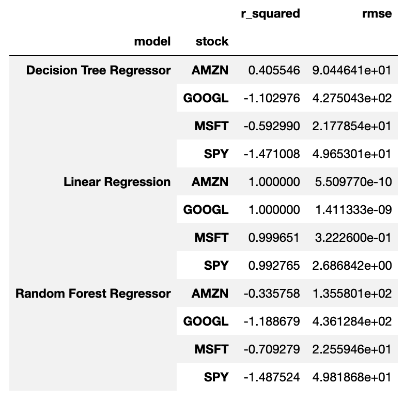 r_squared rmse
model stock
Decision Tree Regressor AMZN 0.405546 9.044641e+01
GOOGL -1.102976 4.275043e+02
MSFT -0.592990 2.177854e+01
SPY -1.471008 4.965301e+01
Linear Regression AMZN 1.000000 5.509770e-10
GOOGL 1.000000 1.411333e-09
MSFT 0.999651 3.222600e-01
SPY 0.992765 2.686842e+00
Random Forest Regressor AMZN -0.335758 1.355801e+02
GOOGL -1.188679 4.361284e+02
MSFT -0.709279 2.255946e+01
SPY -1.487524 4.981868e+01